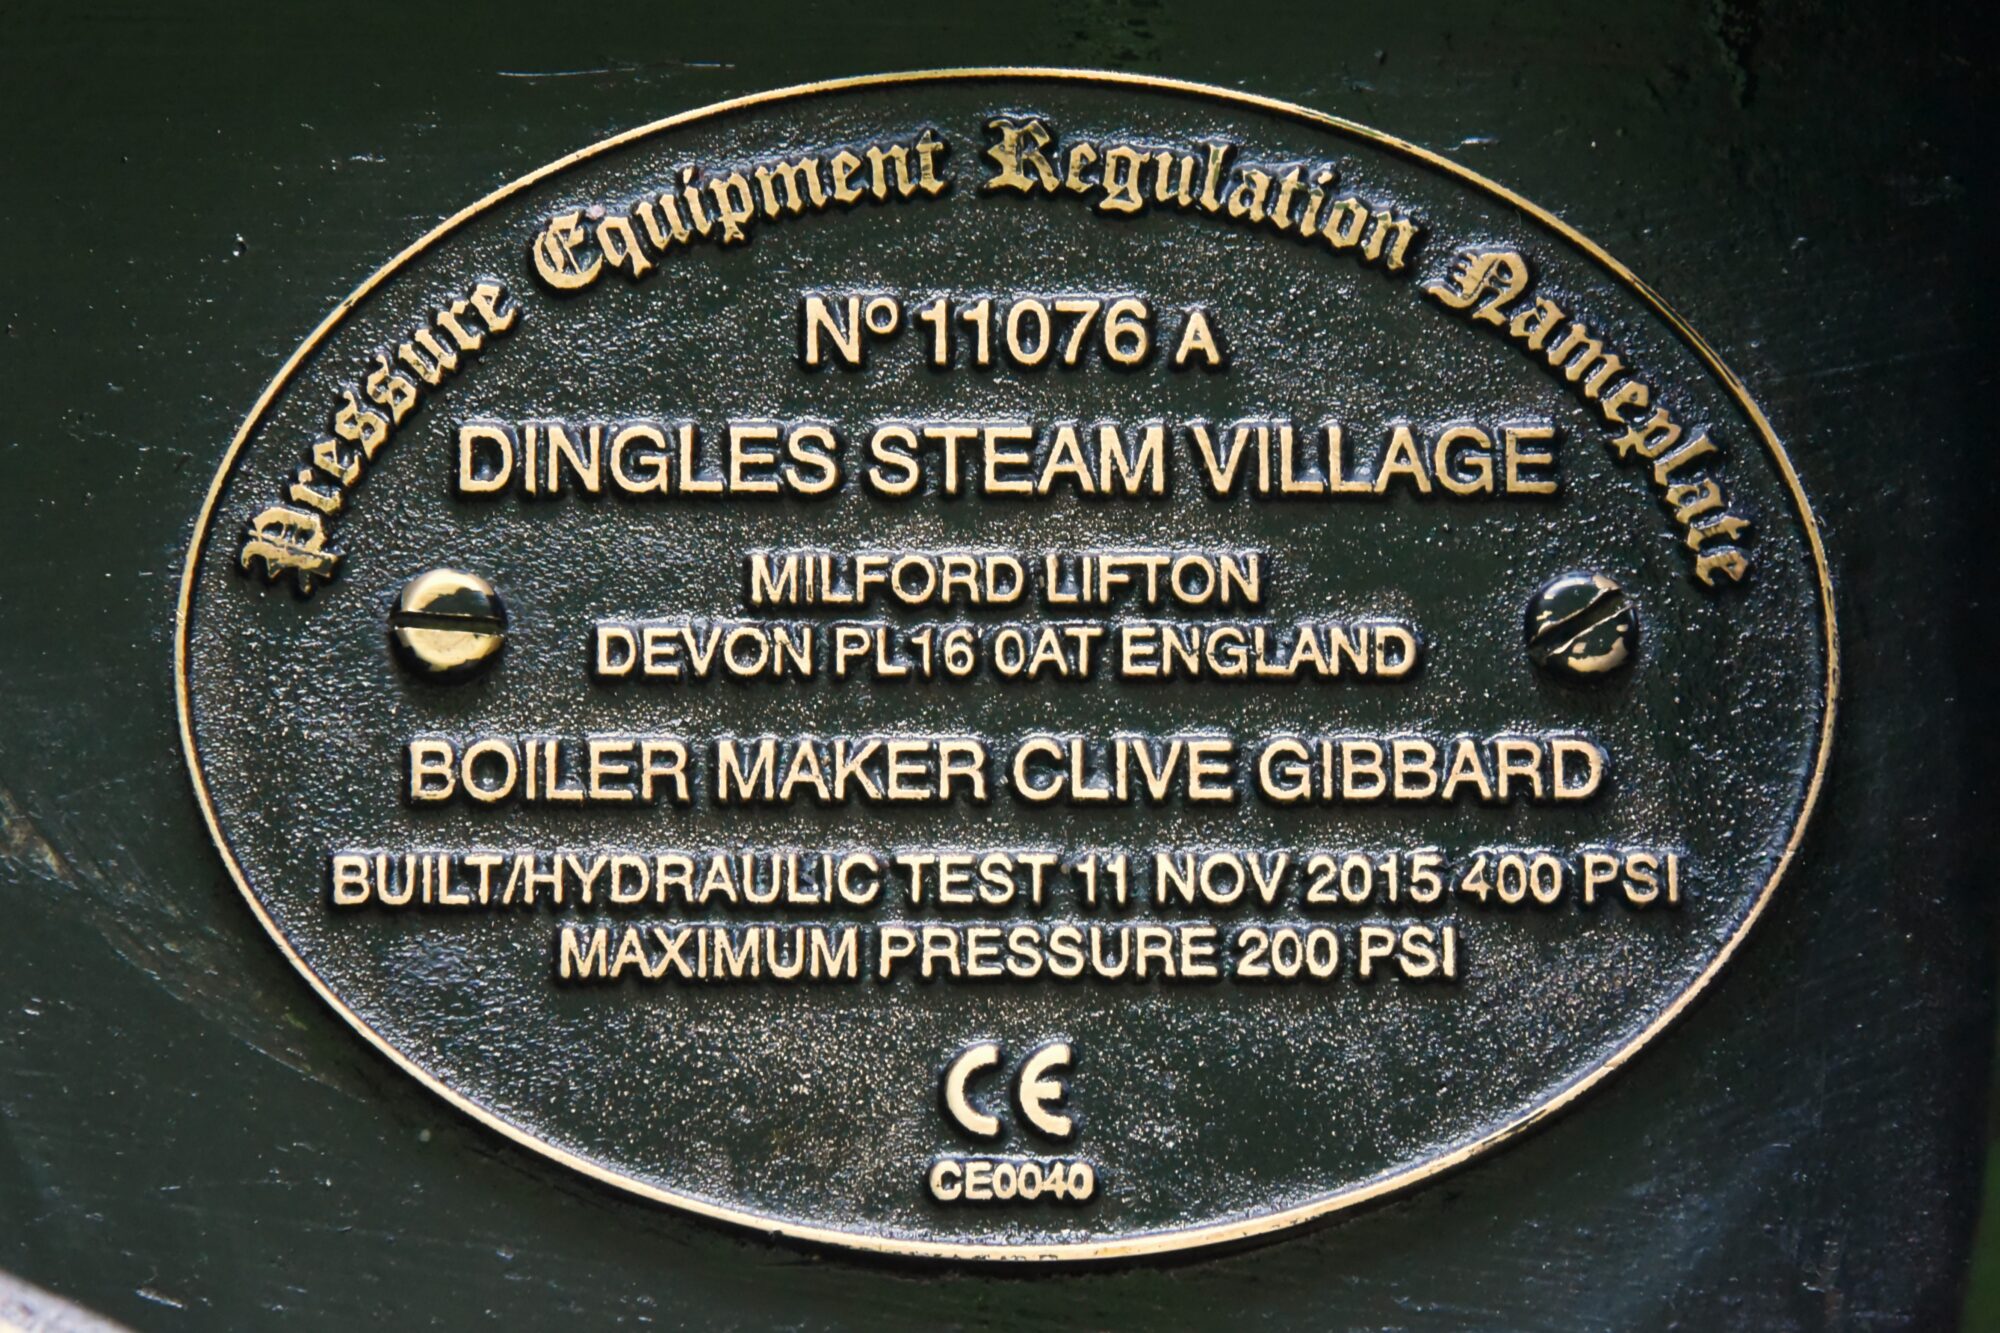 Pressure Equipment Regulation Nameplate
Nº 11076 A
DINGLES STEAM VILLAGE
MILFORD LIFTON
DEVON PL16 0AT ENGLAND
BOILER MAKER CLIVE GIBBARD
BUILT/HYDRAULIC TEST 11 NOV 2015 400 PSI
MAXIMUM PRESSURE 200 PSI
CE
CE0040